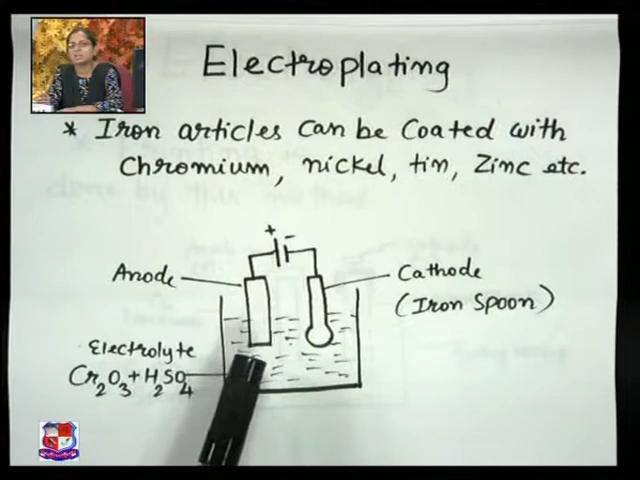 Electroplating
* Iron articles can be coated with
Chromium, nickel, tin, Zinc etc.
+ -
Anode
Cathode
(Iron Spoon)
Electrolyte
Cr2O3+H2SO4